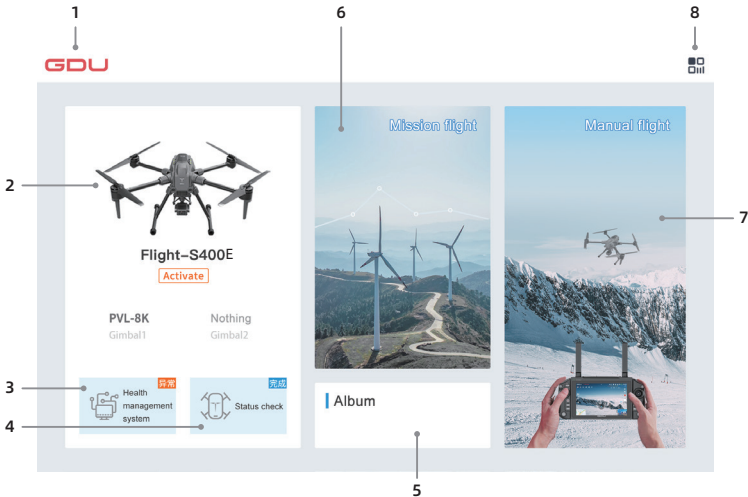 1
6
8
GDU
Mission flight
Manual flight
2
7
Flight-S400E
Activate
PVL-8K
Gimbal1
Nothing
Gimbal2
3
异常
Health
management
system
完成
Status check
4
Album
5